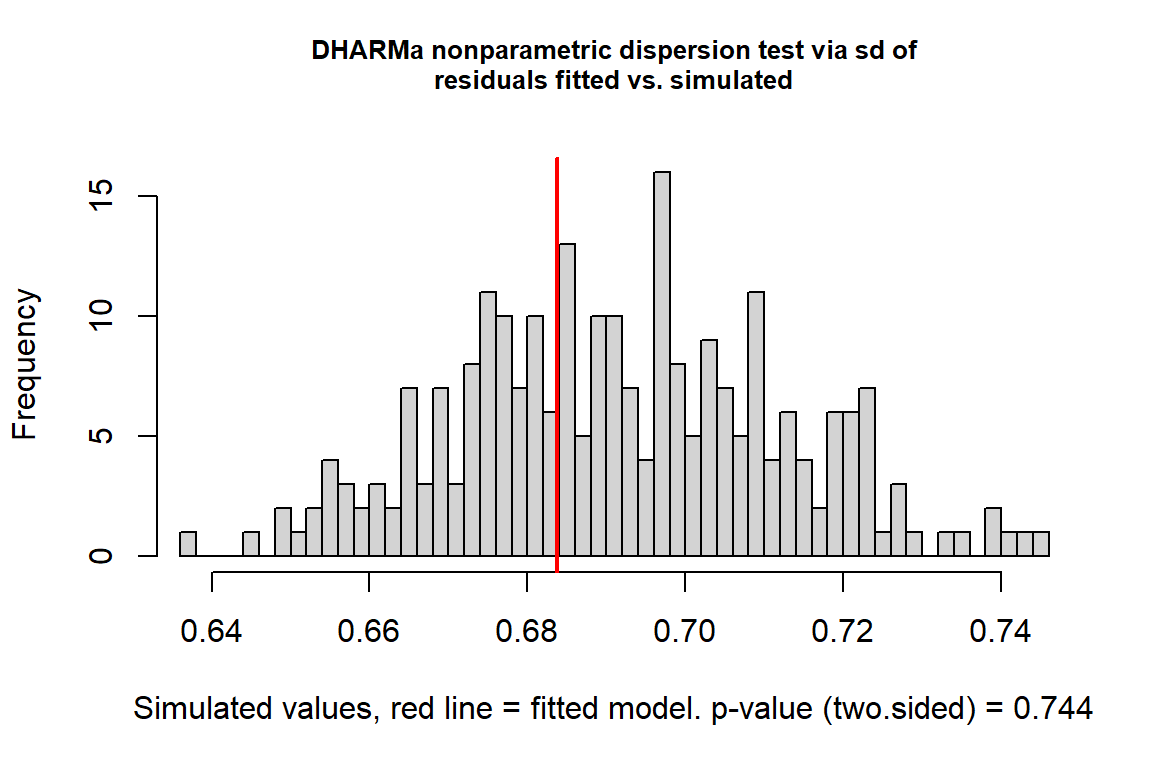 DHARMa nonparametric dispersion test via sd of
residuals fitted vs. simulated
15
10
5
0
Frequency
0.64 0.66 0.68 0.70 0.72 0.74
Simulated values, red line = fitted model. p-value (two.sided) = 0.744